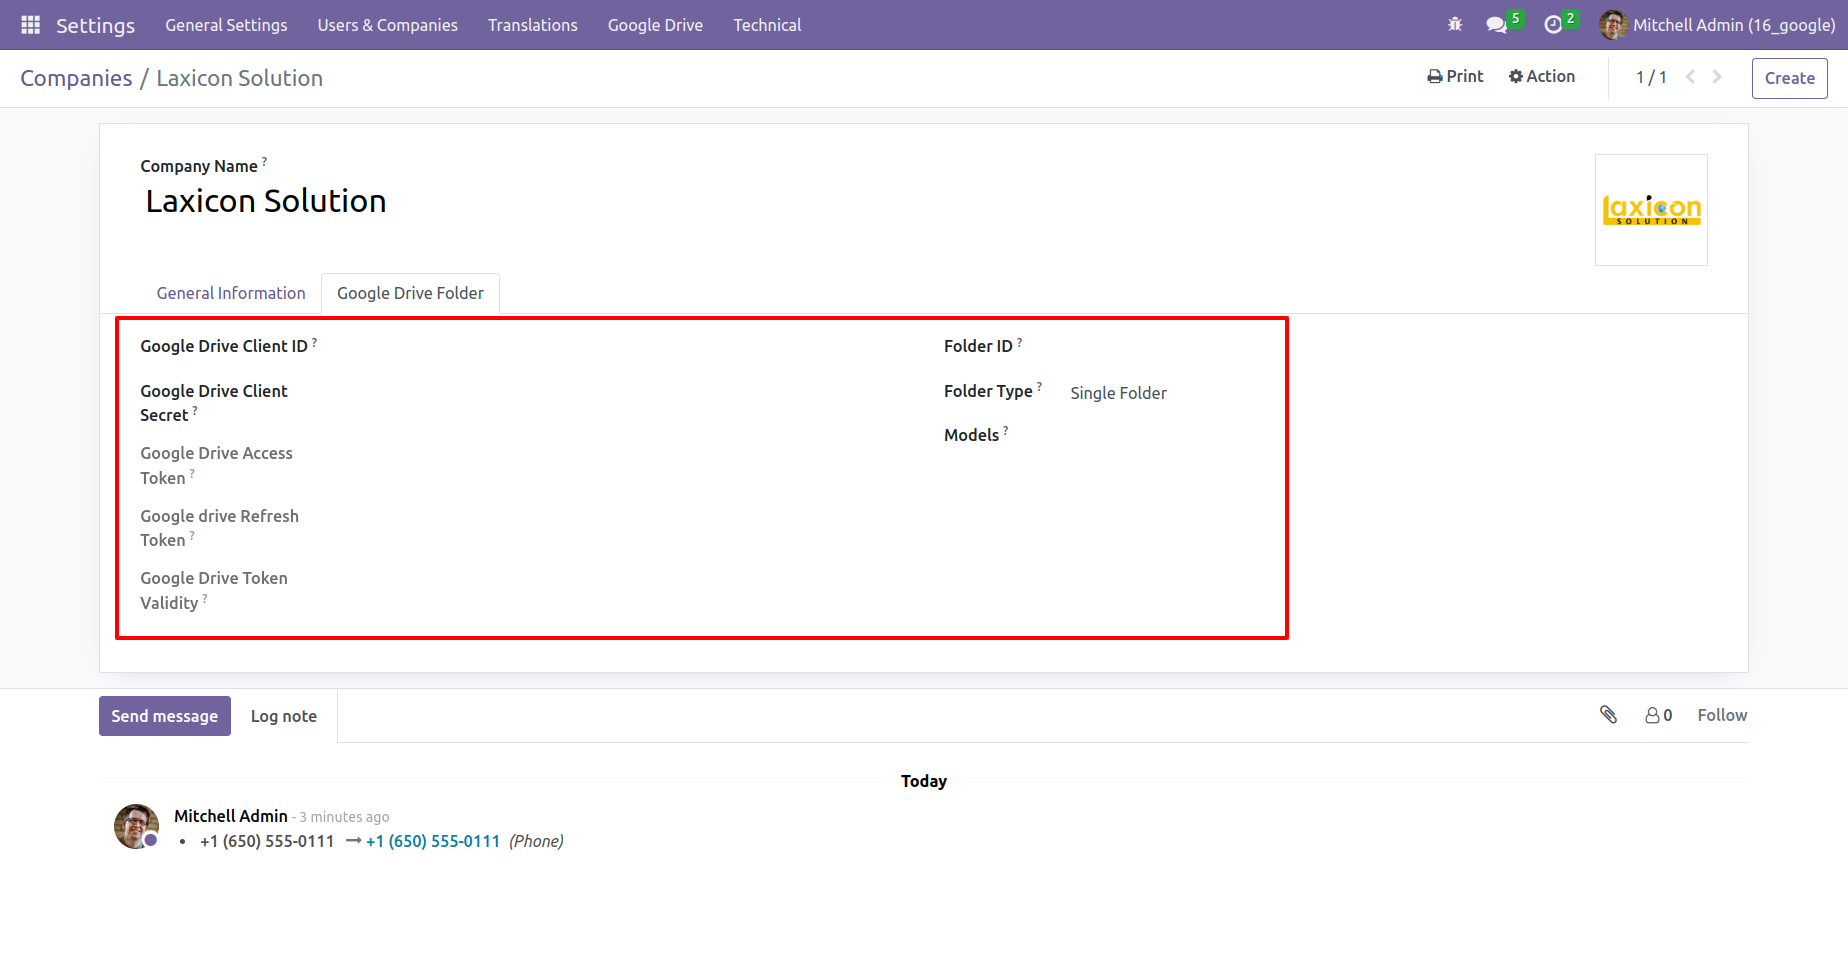 Settings General Settings Users & Companies Translations Google Drive Technical 5 2 Mitchell Admin (16_google)
Companies / Laxicon Solution Print Action 1 / 1 Create
Company Name ?
Laxicon Solution
laxicon
SOLUTION
General Information Google Drive Folder
Google Drive Client ID ? Folder ID ?
Google Drive Client Folder Type ? Single Folder
Secret ?
Models ?
Google Drive Access
Token ?
Google drive Refresh
Token ?
Google Drive Token
Validity ?
Send message Log note 0 Follow
Today
Mitchell Admin - 3 minutes ago
• +1 (650) 555-0111 → +1 (650) 555-0111 (Phone)